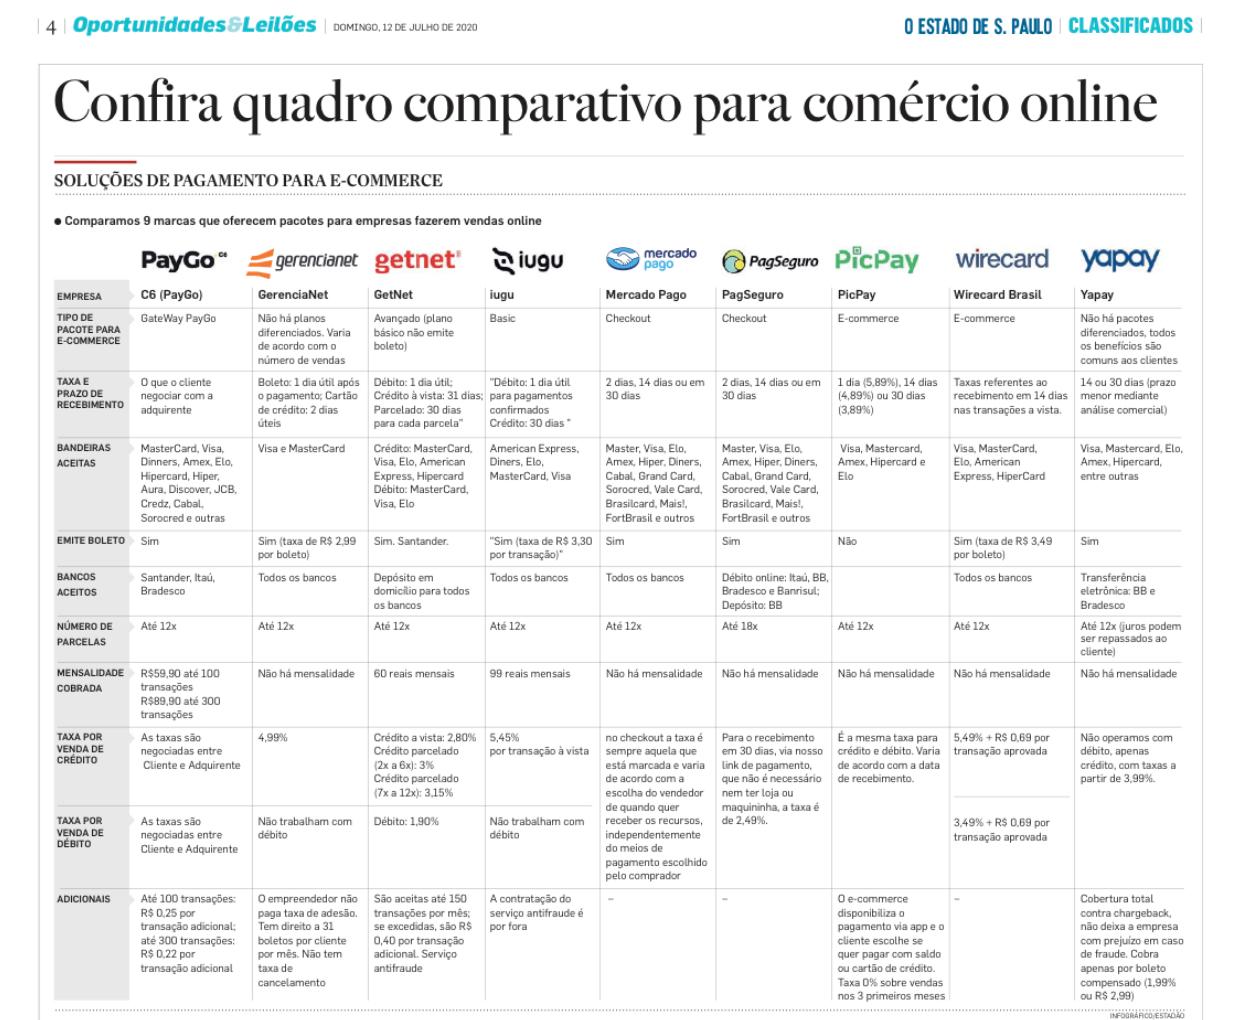 4 Oportunidades&Leilões DOMINGO, 12 DE JULHO DE 2020 O ESTADO DE S. PAULO CLASSIFICADOS
Confira quadro comparativo para comércio online
SOLUÇÕES DE PAGAMENTO PARA E-COMMERCE
● Comparamos 9 marcas que oferecem pacotes para empresas fazerem vendas online
PayGo C6 gerencianet getnet iugu mercado pago PagSeguro PicPay wirecard yapay
EMPRESA
C6 (PayGo)
GerenciaNet
GetNet
iugu
Mercado Pago
PagSeguro
PicPay
Wirecard Brasil
Yapay
TIPO DE
PACOTE PARA
E-COMMERCE
GateWay PayGo
Não há planos
diferenciados. Varia
de acordo com o
número de vendas
Avançado (plano
básico não emite
boleto)
Basic
Checkout
Checkout
E-commerce
E-commerce
Não há pacotes
diferenciados, todos
os benefícios são
comuns aos clientes
TAXA E
PRAZO DE
RECEBIMENTO
O que o cliente
negociar com a
adquirente
Boleto: 1 dia útil após
o pagamento; Cartão
de crédito: 2 dias
úteis
Débito: 1 dia útil;
Crédito à vista: 31 dias;
Parcelado: 30 dias
para cada parcela"
"Débito: 1 dia útil
para pagamentos
confirmados
Crédito: 30 dias "
2 dias, 14 dias ou em
30 dias
2 dias, 14 dias ou em
30 dias
1 dia (5,89%), 14 dias
(4,89%) ou 30 dias
(3,89%)
Taxas referentes ao
recebimento em 14 dias
nas transações a vista.
14 ou 30 dias (prazo
menor mediante
análise comercial)
BANDEIRAS
ACEITAS
MasterCard, Visa,
Dinners, Amex, Elo,
Hipercard, Hiper,
Aura, Discover, JCB,
Credz, Cabal,
Sorocred e outras
Visa e MasterCard
Crédito: MasterCard,
Visa, Elo, American
Express, Hipercard
Débito: MasterCard,
Visa, Elo
American Express,
Diners, Elo,
MasterCard, Visa
Master, Visa, Elo,
Amex, Hiper, Diners,
Cabal, Grand Card,
Sorocred, Vale Card,
Brasilcard, Mais!,
FortBrasil e outros
Master, Visa, Elo,
Amex, Hiper, Diners,
Cabal, Grand Card,
Sorocred, Vale Card,
Brasilcard, Mais!,
FortBrasil e outros
Visa, Mastercard,
Amex, Hipercard e
Elo
Visa, MasterCard,
Elo, American
Express, HiperCard
Visa, Mastercard, Elo,
Amex, Hipercard,
entre outras
EMITE BOLETO
Sim
Sim (taxa de R$ 2,99
por boleto)
Sim. Santander.
"Sim (taxa de R$ 3,30
por transação)"
Sim
Sim
Não
Sim (taxa de R$ 3,49
por boleto)
Sim
BANCOS
ACEITOS
Santander, Itaú,
Bradesco
Todos os bancos
Depósito em
domicílio para todos
os bancos
Todos os bancos
Todos os bancos
Débito online: Itaú, BB,
Bradesco e Banrisul;
Depósito: BB
Todos os bancos
Transferência
eletrônica: BB e
Bradesco
NÚMERO DE
PARCELAS
Até 12x
Até 12x
Até 12x
Até 12x
Até 12x
Até 18x
Até 12x
Até 12x
Até 12x (juros podem
ser repassados ao
cliente)
MENSALIDADE
COBRADA
R$59,90 até 100
transações
R$89,90 até 300
transações
Não há mensalidade
60 reais mensais
99 reais mensais
Não há mensalidade
Não há mensalidade
Não há mensalidade
Não há mensalidade
Não há mensalidade
TAXA POR
VENDA DE
CRÉDITO
As taxas são
negociadas entre
Cliente e Adquirente
4,99%
Crédito a vista: 2,80%
Crédito parcelado
(2x a 6x): 3%
Crédito parcelado
(7x a 12x): 3,15%
5,45%
por transação à vista
no checkout a taxa é
sempre aquela que
está marcada e varia
de acordo com a
escolha do vendedor
de quando quer
receber os recursos,
independentemente
do meios de
pagamento escolhido
pelo comprador
Para o recebimento
em 30 dias, via nosso
link de pagamento,
que não é necessário
nem ter loja ou
maquininha, a taxa é
de 2,49%.
É a mesma taxa para
crédito e débito. Varia
de acordo com a data
de recebimento.
5,49% + R$ 0,69 por
transação aprovada
Não operamos com
débito, apenas
crédito, com taxas a
partir de 3,99%.
TAXA POR
VENDA DE
DÉBITO
As taxas são
negociadas entre
Cliente e Adquirente
Não trabalham com
débito
Débito: 1,90%
Não trabalham com
débito
3,49% + R$ 0,69 por
transação aprovada
ADICIONAIS
Até 100 transações:
R$ 0,25 por
transação adicional;
até 300 transações:
R$ 0,22 por
transação adicional
O empreendedor não
paga taxa de adesão.
Tem direito a 31
boletos por cliente
por mês. Não tem
taxa de
cancelamento
São aceitas até 150
transações por mês;
se excedidas, são R$
0,40 por transação
adicional. Serviço
antifraude
A contratação do
serviço antifraude é
por fora
–
–
O e-commerce
disponibiliza o
pagamento via app e o
cliente escolhe se
quer pagar com saldo
ou cartão de crédito.
Taxa 0% sobre vendas
nos 3 primeiros meses
–
Cobertura total
contra chargeback,
não deixa a empresa
com prejuízo em caso
de fraude. Cobra
apenas por boleto
compensado (1,99%
ou R$ 2,99)
INFOGRÁFICO/ESTADÃO